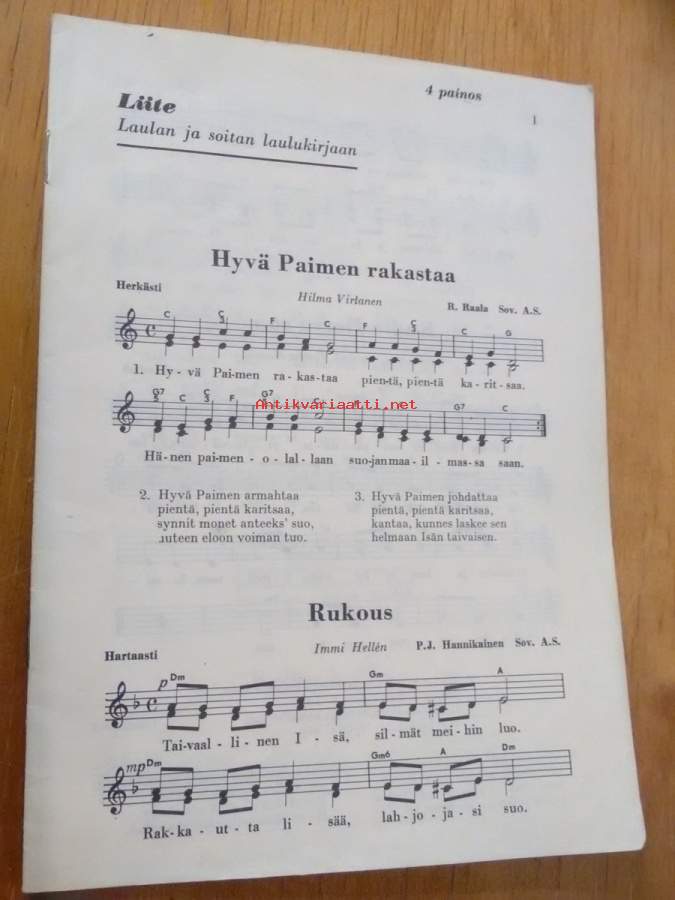 4 painos
1
Liite
Laulan ja soitan laulukirjaan
Hyvä Paimen rakastaa
Herkästi
Hilma Virtanen
R. Raala Sov. A.S.
C C F C F C C G
1. Hy - vä Pai-men ra - kas-taa pien-tä, pien-tä ka - rit - saa.
G7 C C F G7
Antikvariaatti.net
G7 C
Hä - nen pai-men - o - lal - laan suo-jan maa - il - mas - sa saan.
2. Hyvä Paimen armahtaa
pientä, pientä karitsaa,
synnit monet anteeks' suo,
uuteen eloon voiman tuo.
3. Hyvä Paimen johdattaa
pientä, pientä karitsaa,
kantaa, kunnes laskee sen
helmaan Isän taivaisen.
Rukous
Hartaasti
Immi Hellén
P.J. Hannikainen Sov. A.S.
p Dm Gm A
Tai-vaal - li - nen I - sä, sil - mät mei - hin luo.
mp Dm Gm6 A Dm
Rak-ka - ut - ta li - sää, lah - jo - ja - si suo.